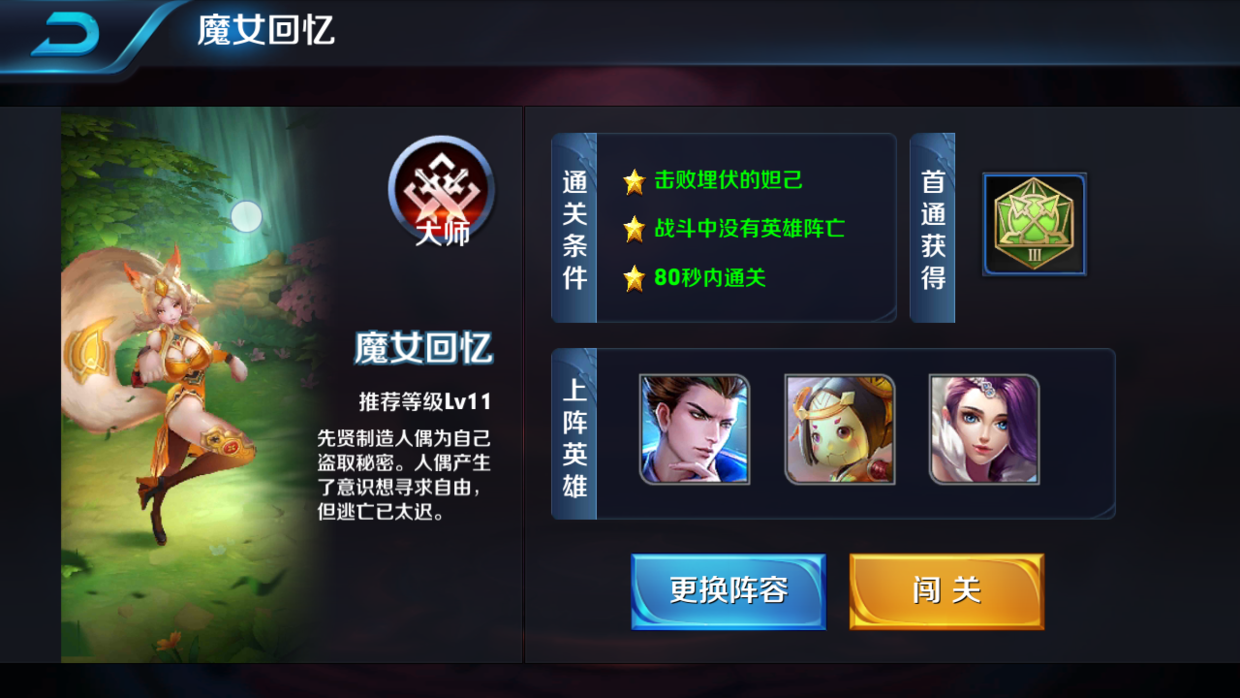 魔女回忆
大师
魔女回忆
推荐等级Lv11
先贤制造人偶为自己
盗取秘密。人偶产生
了意识想寻求自由，
但逃亡已太迟。
通关条件
击败埋伏的妲己
战斗中没有英雄阵亡
80秒内通关
首通获得
III
上阵英雄
更换阵容
闯 关